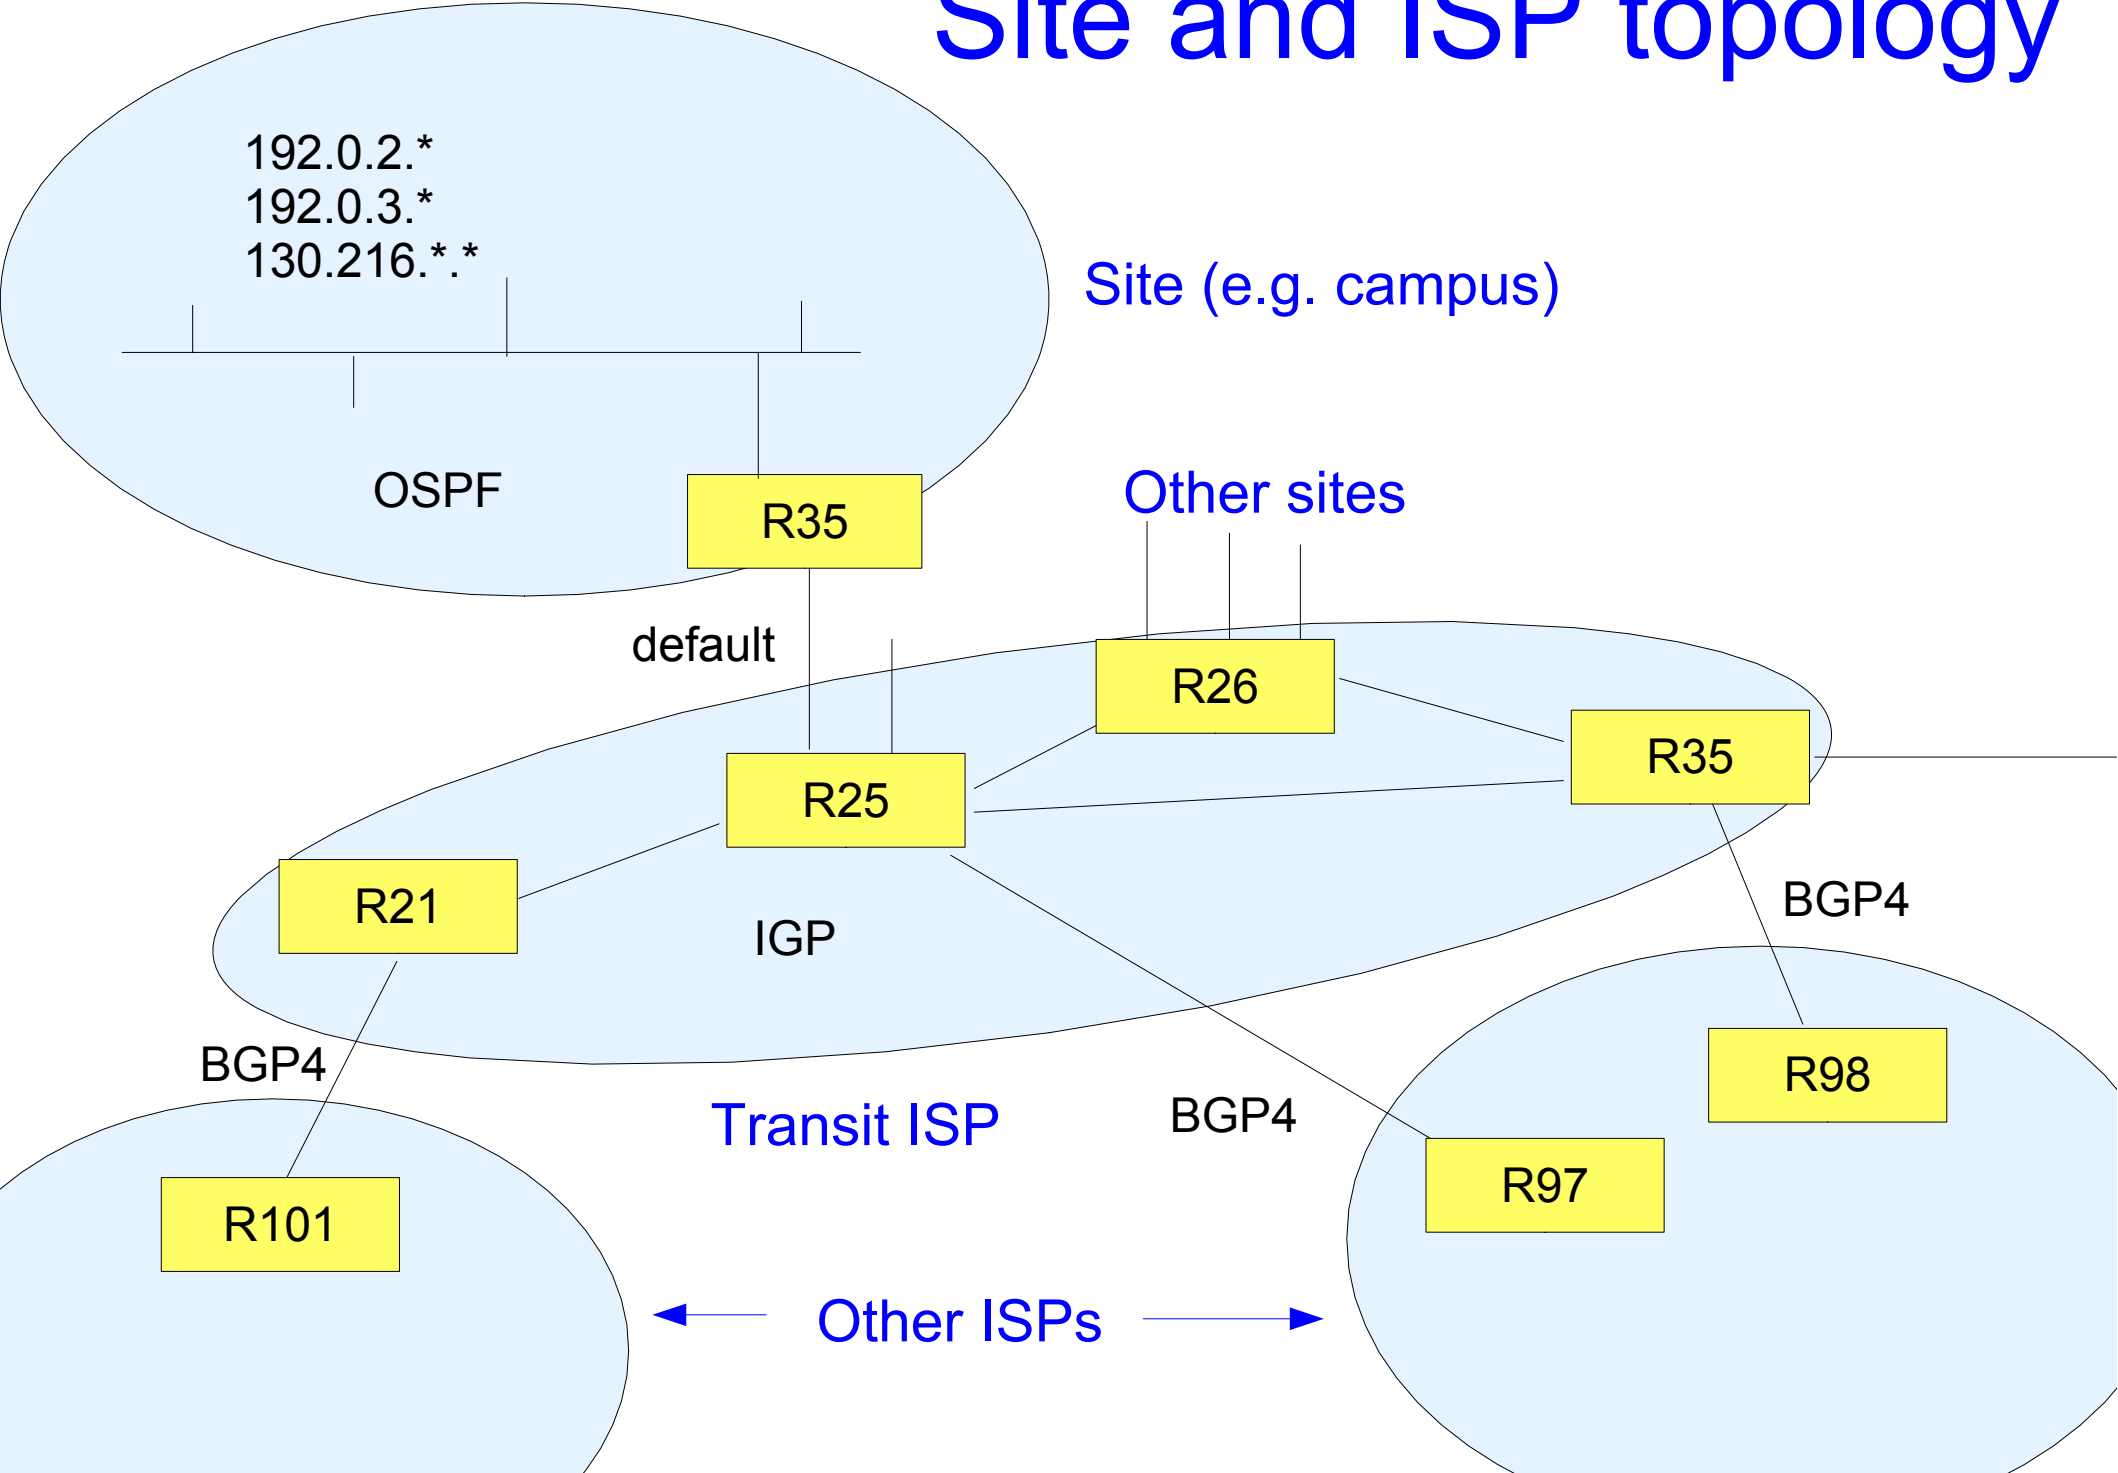 Site and ISP topology
192.0.2.*
192.0.3.*
130.216.*.*
Site (e.g. campus)
OSPF
R35
Other sites
default
R26
R35
R25
R21
BGP4
IGP
BGP4
R98
Transit ISP
BGP4
R97
R101
Other ISPs